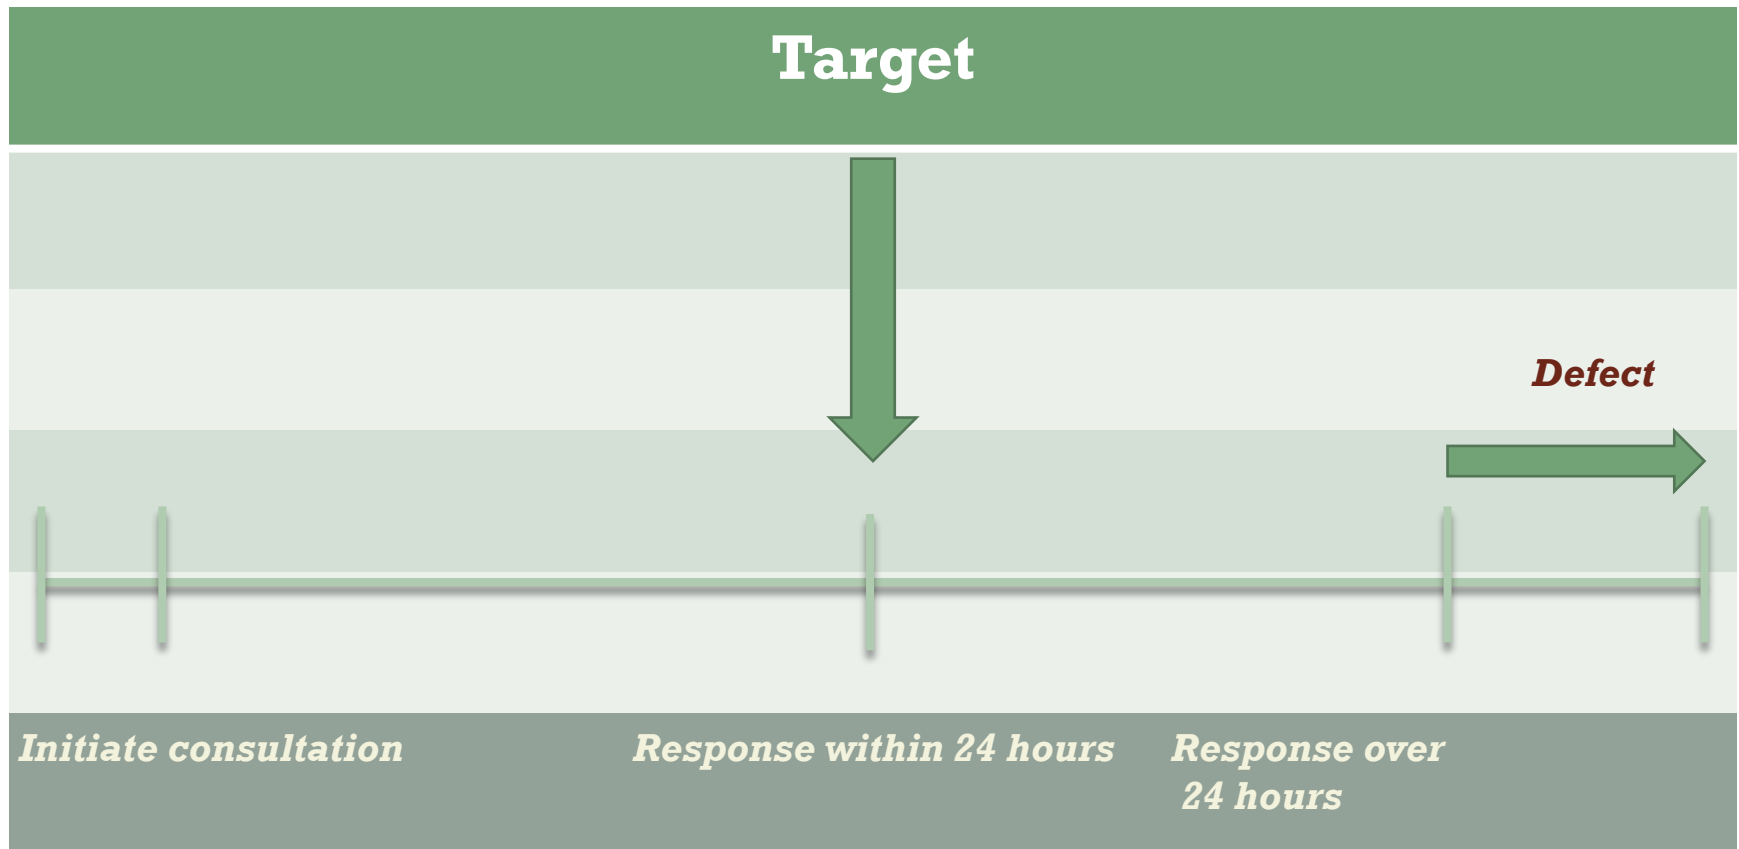 Target
Defect
Initiate consultation
Response within 24 hours
Response over
24 hours